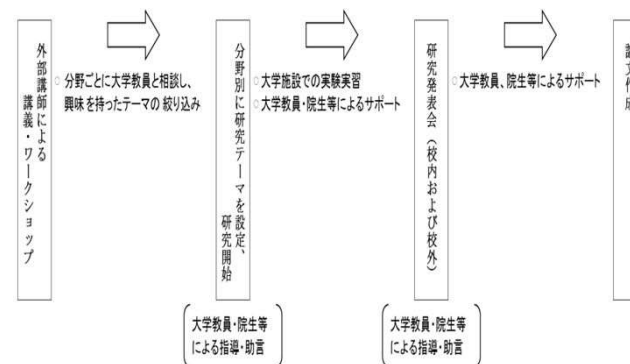 外部講師による
講義・ワークショップ
○ 分野ごとに大学教員と相談し、
興味を持ったテーマの絞り込み
分野別に研究テーマを設定、
研究開始
○ 大学施設での実験実習
○ 大学教員・院生等によるサポート
研究発表会（校内および校外）
○ 大学教員、院生等によるサポート
論文作成
大学教員・院生等
による指導・助言
大学教員・院生等
による指導・助言